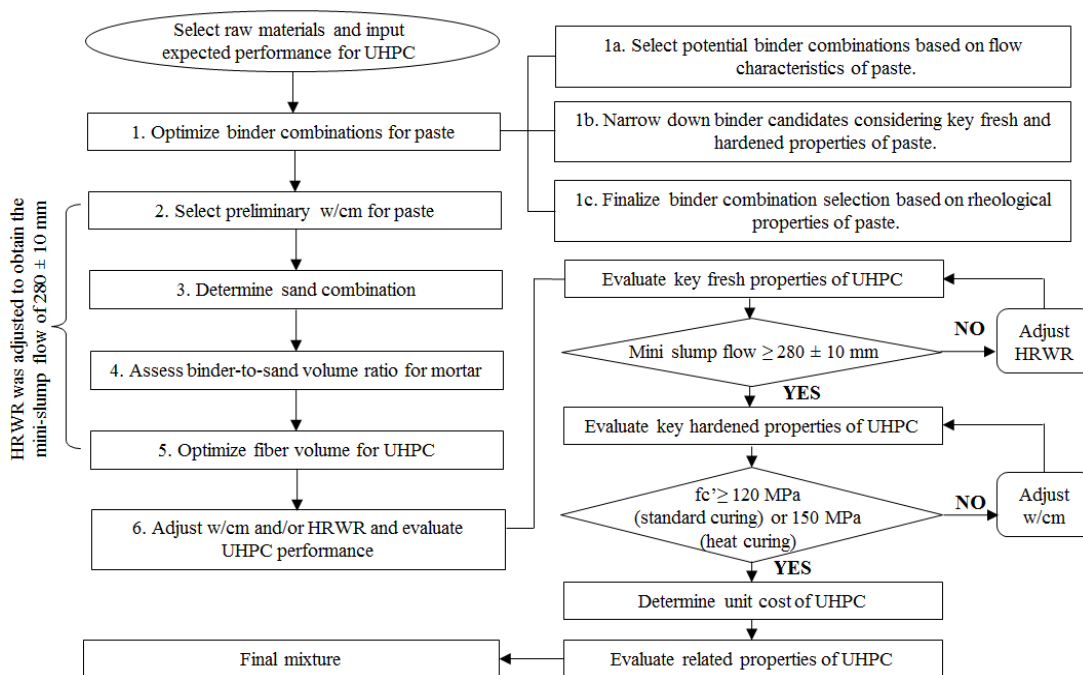 Select raw materials and input
expected performance for UHPC
1. Optimize binder combinations for paste
1a. Select potential binder combinations based on flow
characteristics of paste.
1b. Narrow down binder candidates considering key fresh and
hardened properties of paste.
1c. Finalize binder combination selection based on rheological
properties of paste.
HRWR was adjusted to obtain the
mini-slump flow of 280 ± 10 mm
2. Select preliminary w/cm for paste
3. Determine sand combination
4. Assess binder-to-sand volume ratio for mortar
5. Optimize fiber volume for UHPC
6. Adjust w/cm and/or HRWR and evaluate
UHPC performance
Evaluate key fresh properties of UHPC
Mini slump flow ≥ 280 ± 10 mm
NO
Adjust
HRWR
YES
Evaluate key hardened properties of UHPC
fc’≥ 120 MPa
(standard curing) or 150 MPa
(heat curing)
NO
Adjust
w/cm
YES
Determine unit cost of UHPC
Evaluate related properties of UHPC
Final mixture